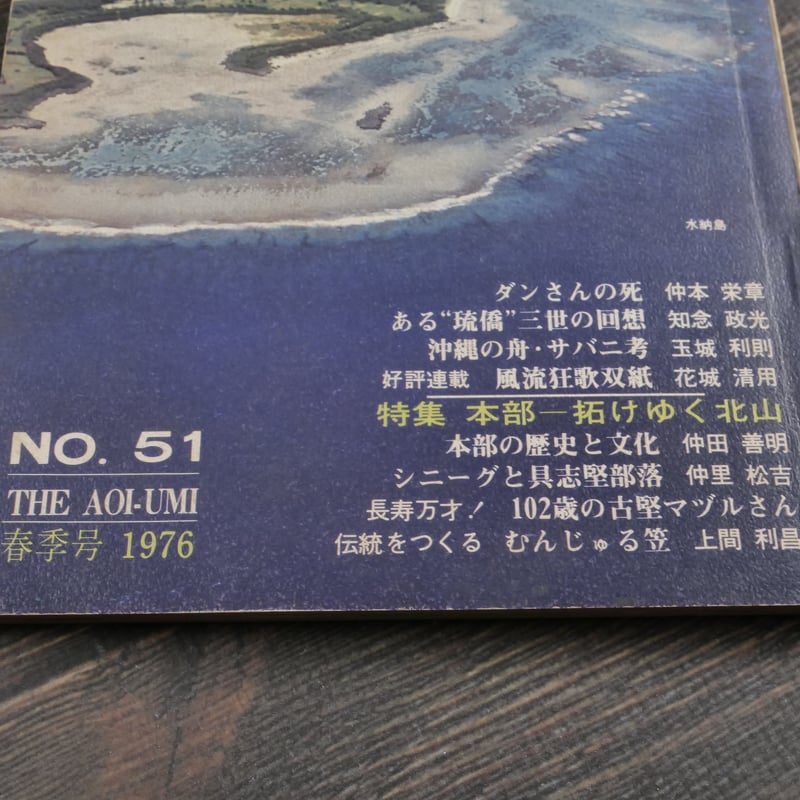 水納島
ダンさんの死 仲本 栄章
ある“琉僑”三世の回想 知念 政光
沖縄の舟・サバニ考 玉城 利則
好評連載 風流狂歌双紙 花城 清用
特集 本部―拓けゆく北山
本部の歴史と文化 仲田 善明
シニーグと具志堅部落 仲里 松吉
長寿万才! 102歳の古堅マヅルさん
伝統をつくる むんじゅる笠 上間 利昌
NO. 51
THE AOI-UMI
春季号 1976